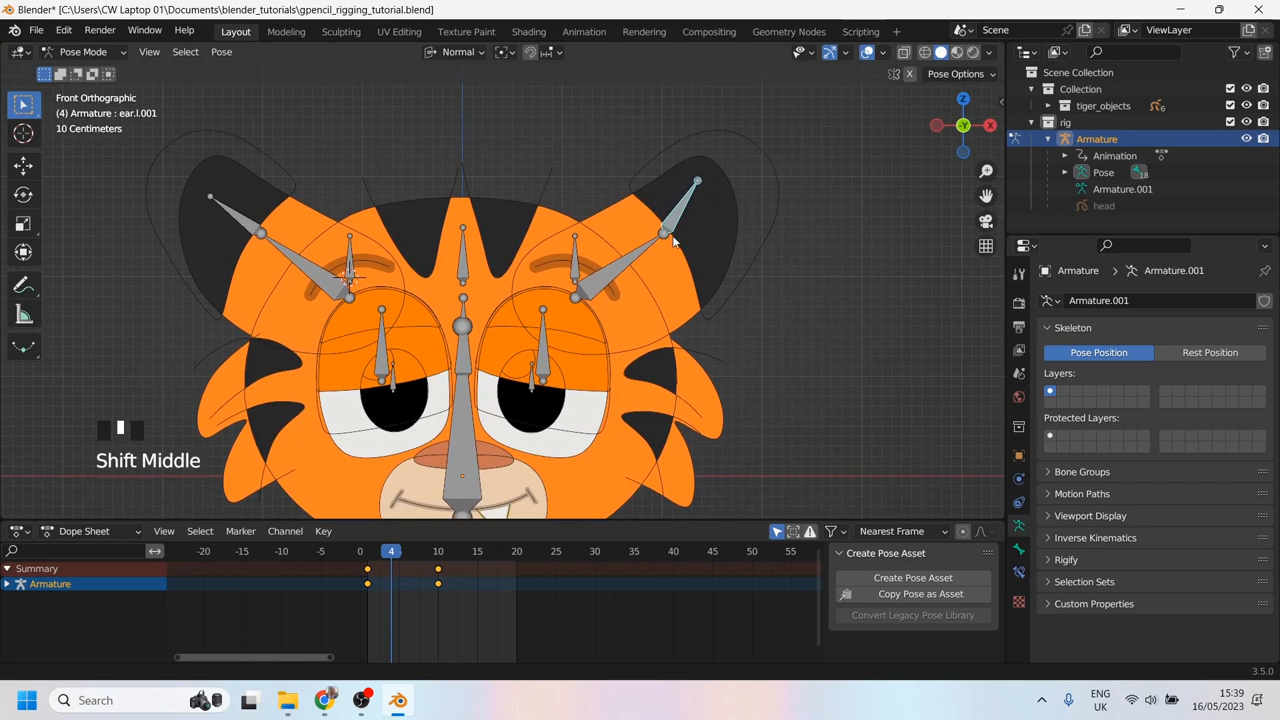 Blender* [C:\Users\CW Laptop 01\Documents\blender_tutorials\gpencil_rigging_tutorial.blend]
File Edit Render Window Help Layout Modeling Sculpting UV Editing Texture Paint Shading Animation Rendering Compositing Geometry Nodes Scripting Scene ViewLayer
Pose Mode View Select Pose Normal
X Pose Options
Front Orthographic
(4) Armature : ear.l.001
10 Centimeters
Z
-Y
X
Shift Middle
Scene Collection
Collection
tiger_objects 6
rig
Armature
Animation
Pose 18
Armature.001
head
Armature Armature.001
Armature.001
Skeleton
Pose Position Rest Position
Layers:
Protected Layers:
Bone Groups
Motion Paths
Viewport Display
Inverse Kinematics
Rigify
Selection Sets
Custom Properties
Dope Sheet View Select Marker Channel Key Nearest Frame
-20 -15 -10 -5 0 4 10 15 20 25 30 35 40 45 50 55
Summary
Armature
Create Pose Asset
Create Pose Asset
Copy Pose as Asset
Convert Legacy Pose Library
3.5.0
Search
ENG
UK
15:39
16/05/2023